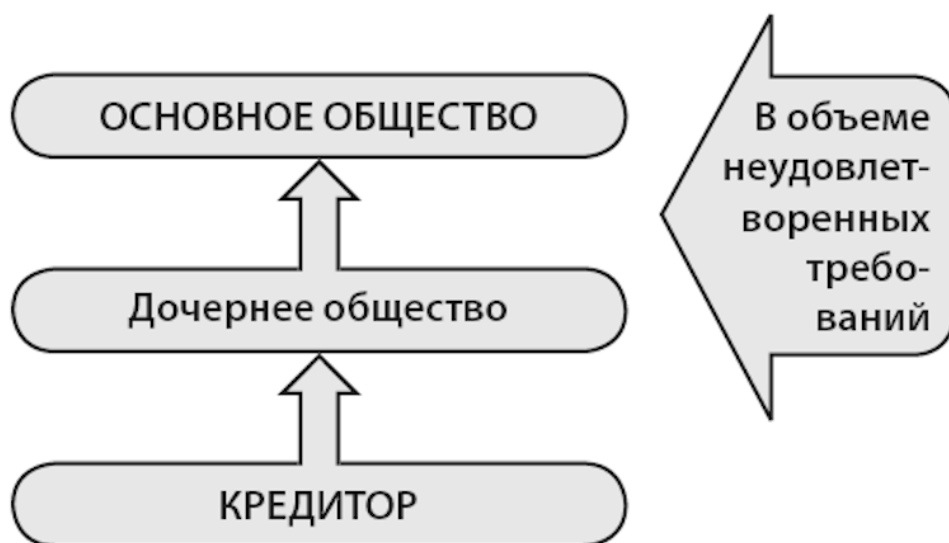 ОСНОВНОЕ ОБЩЕСТВО
Дочернее общество
КРЕДИТОР
В объеме
неудовлет-
воренных
требо-
ваний